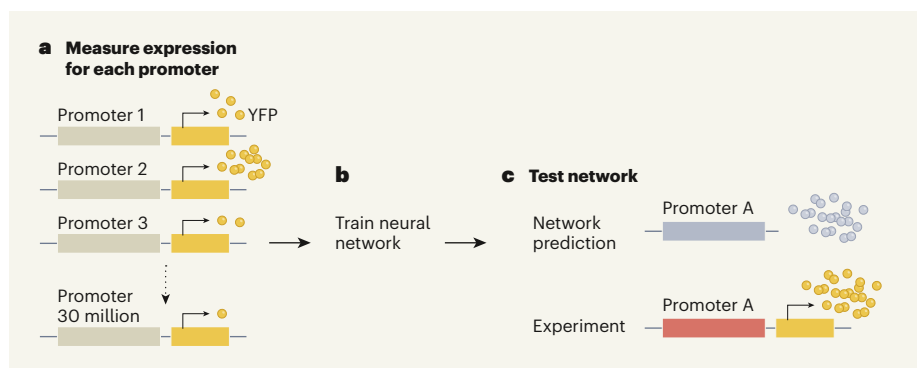 a Measure expression
for each promoter
Promoter 1
YFP
Promoter 2
Promoter 3
Promoter
30 million
b
Train neural
network
c Test network
Network
prediction
Promoter A
Experiment
Promoter A